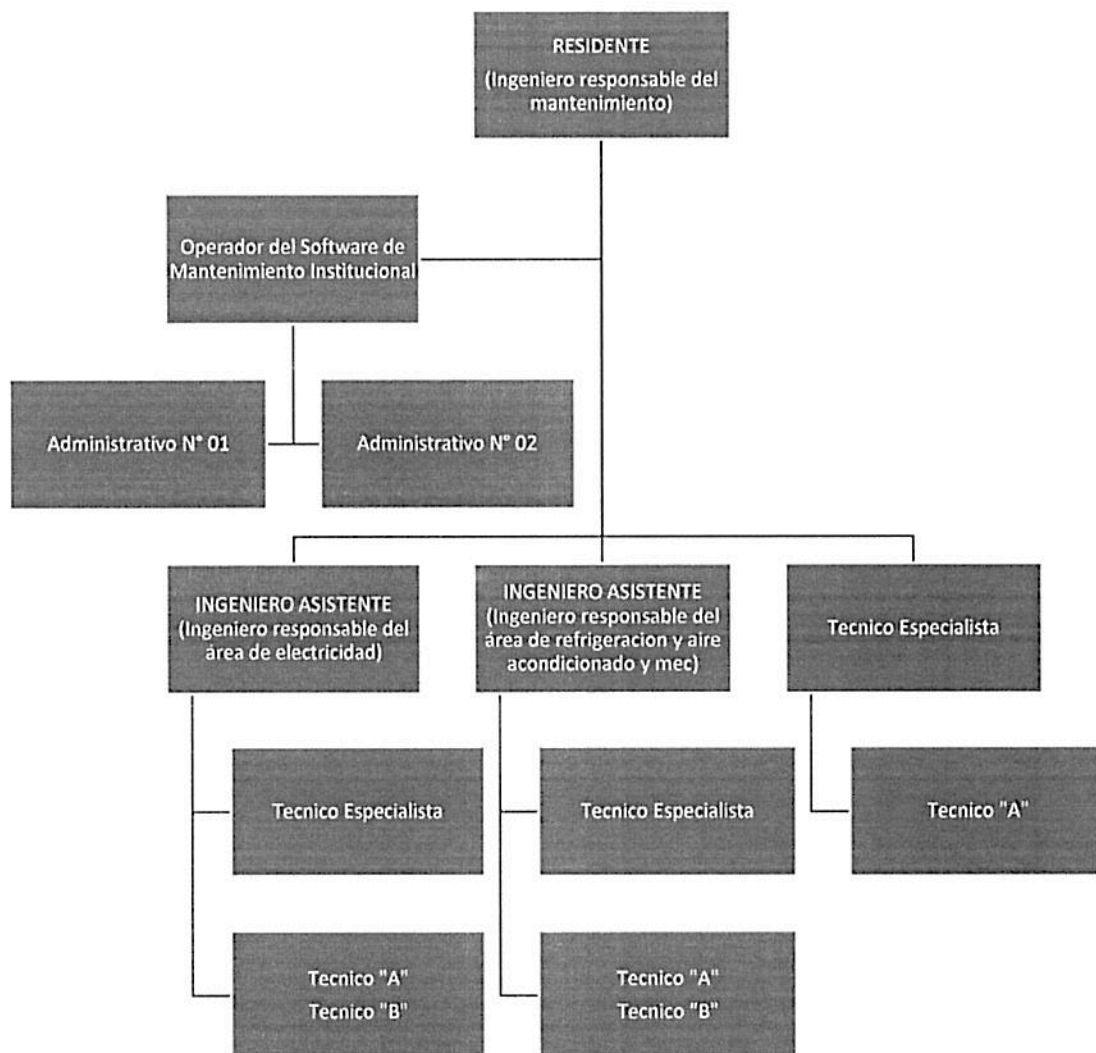 RESIDENTE
(Ingeniero responsable del
mantenimiento)
Operador del Software de
Mantenimiento Institucional
Administrativo N° 01
Administrativo N° 02
INGENIERO ASISTENTE
(Ingeniero responsable del
área de electricidad)
INGENIERO ASISTENTE
(Ingeniero responsable del
área de refrigeracion y aire
acondicionado y mec)
Tecnico Especialista
Tecnico Especialista
Tecnico Especialista
Tecnico "A"
Tecnico "A"
Tecnico "B"
Tecnico "A"
Tecnico "B"